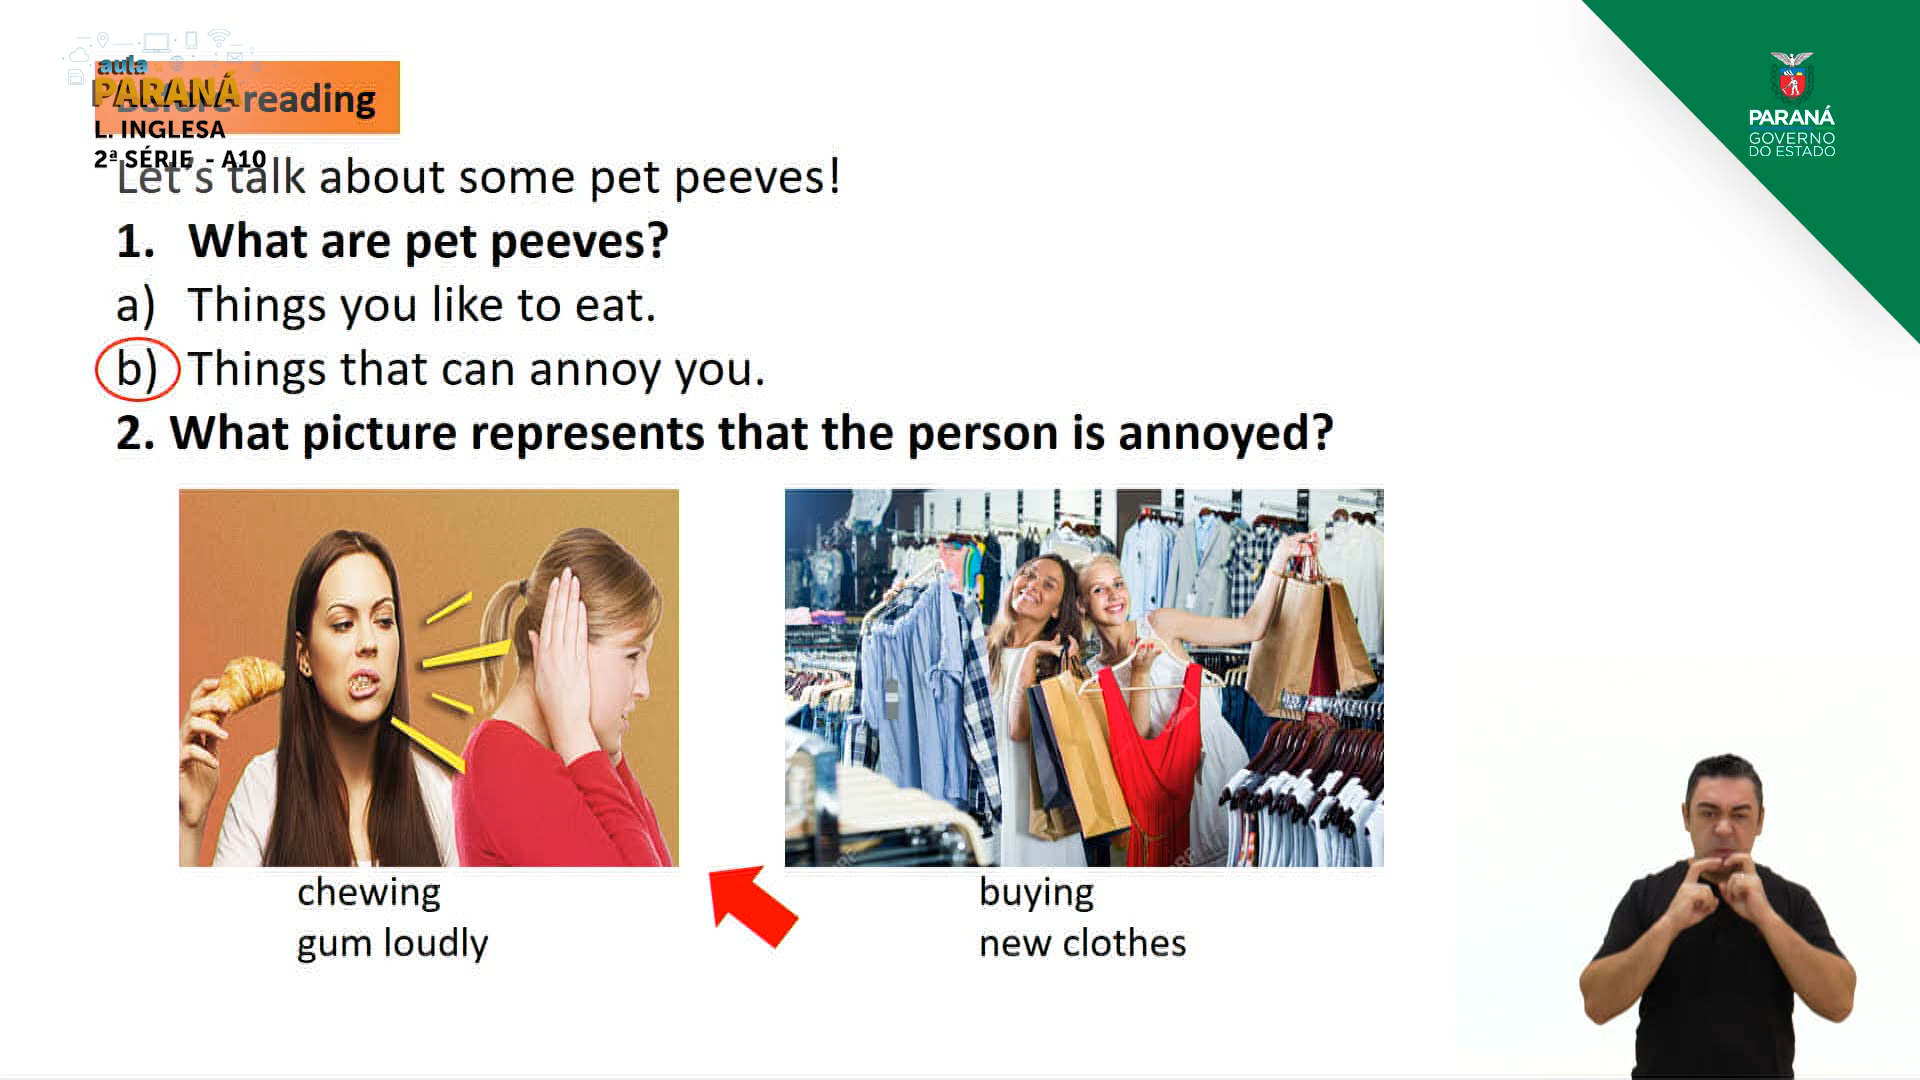 aula
PARANÁ
Before reading
L. INGLESA
2ª SÉRIE - A10
Let's talk about some pet peeves!
1. What are pet peeves?
a) Things you like to eat.
b) Things that can annoy you.
2. What picture represents that the person is annoyed?
chewing
gum loudly
buying
new clothes
PARANÁ
GOVERNO
DO ESTADO